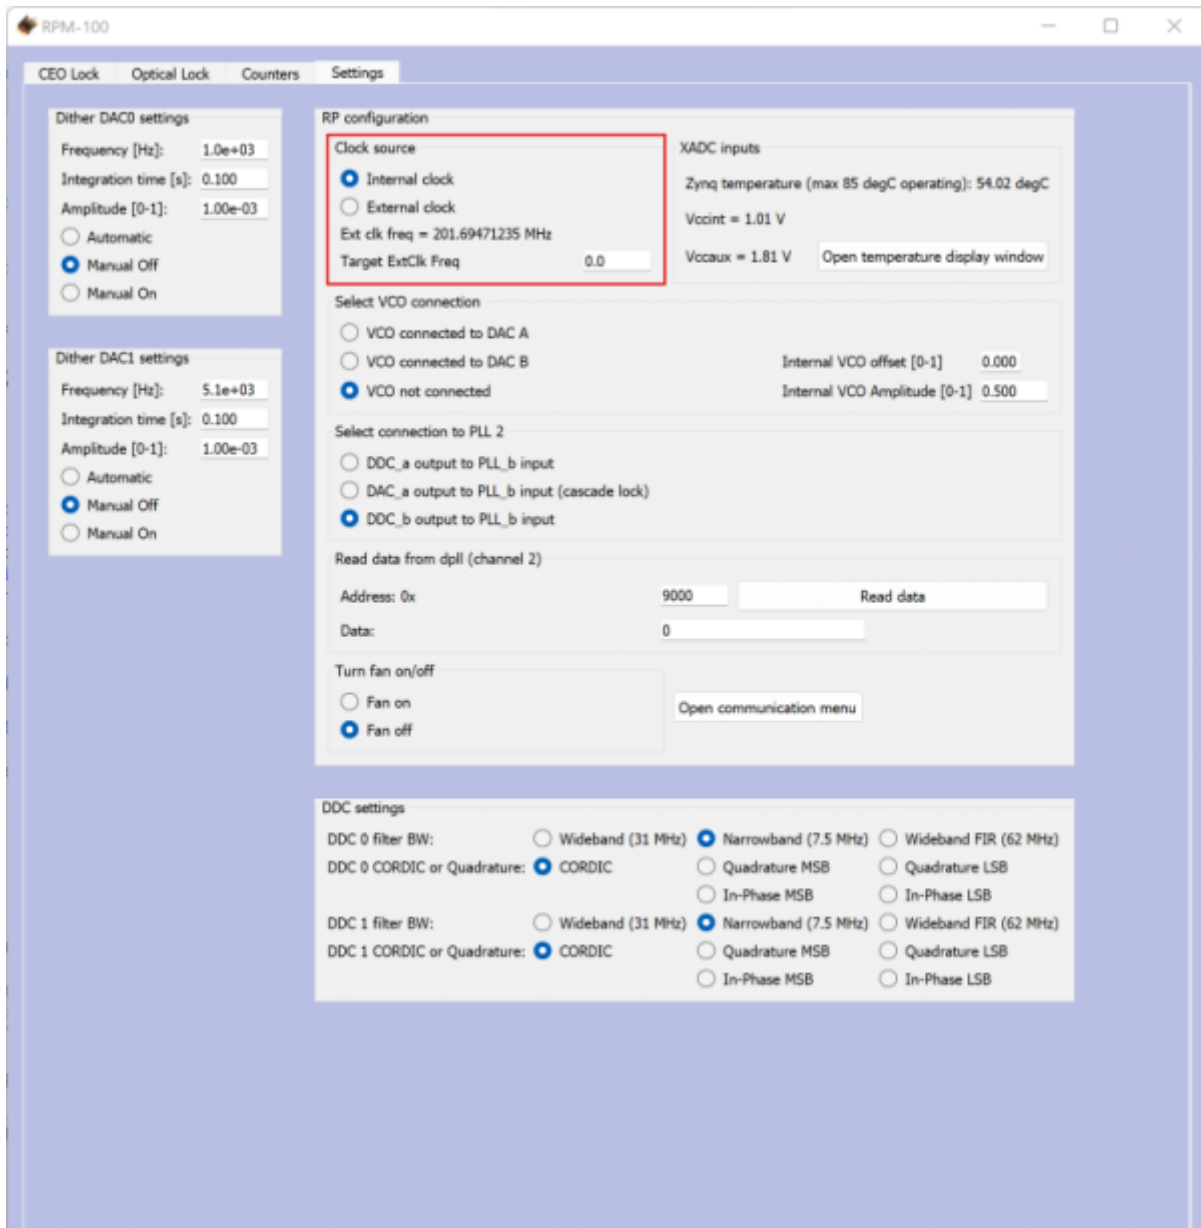 RPM-100
CEO Lock Optical Lock Counters Settings
Dither DAC0 settings
Frequency [Hz]: 1.0e+03
Integration time [s]: 0.100
Amplitude [0-1]: 1.00e-03
Automatic
Manual Off
Manual On
Dither DAC1 settings
Frequency [Hz]: 5.1e+03
Integration time [s]: 0.100
Amplitude [0-1]: 1.00e-03
Automatic
Manual Off
Manual On
RP configuration
Clock source
Internal clock
External clock
Ext clk freq = 201.69471235 MHz
Target ExtClk Freq 0.0
XADC inputs
Zynq temperature (max 85 degC operating): 54.02 degC
Vccint = 1.01 V
Vccaux = 1.81 V Open temperature display window
Select VCO connection
VCO connected to DAC A
VCO connected to DAC B Internal VCO offset [0-1] 0.000
VCO not connected Internal VCO Amplitude [0-1] 0.500
Select connection to PLL 2
DDC_a output to PLL_b input
DAC_a output to PLL_b input (cascade lock)
DDC_b output to PLL_b input
Read data from dpll (channel 2)
Address: 0x 9000 Read data
Data: 0
Turn fan on/off
Fan on
Fan off
Open communication menu
DDC settings
DDC 0 filter BW: Wideband (31 MHz) Narrowband (7.5 MHz) Wideband FIR (62 MHz)
DDC 0 CORDIC or Quadrature: CORDIC Quadrature MSB Quadrature LSB
In-Phase MSB In-Phase LSB
DDC 1 filter BW: Wideband (31 MHz) Narrowband (7.5 MHz) Wideband FIR (62 MHz)
DDC 1 CORDIC or Quadrature: CORDIC Quadrature MSB Quadrature LSB
In-Phase MSB In-Phase LSB